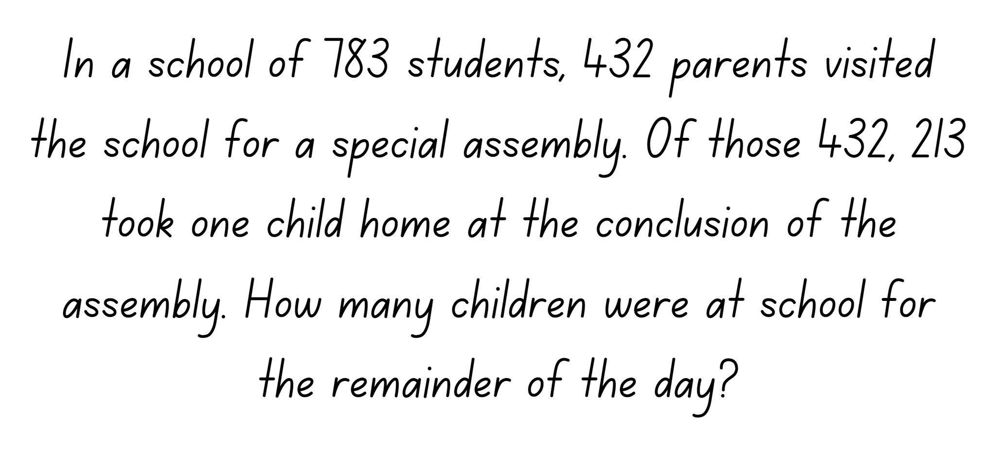 In a school of 783 students, 432 parents visited
the school for a special assembly. Of those 432, 213
took one child home at the conclusion of the
assembly. How many children were at school for
the remainder of the day?